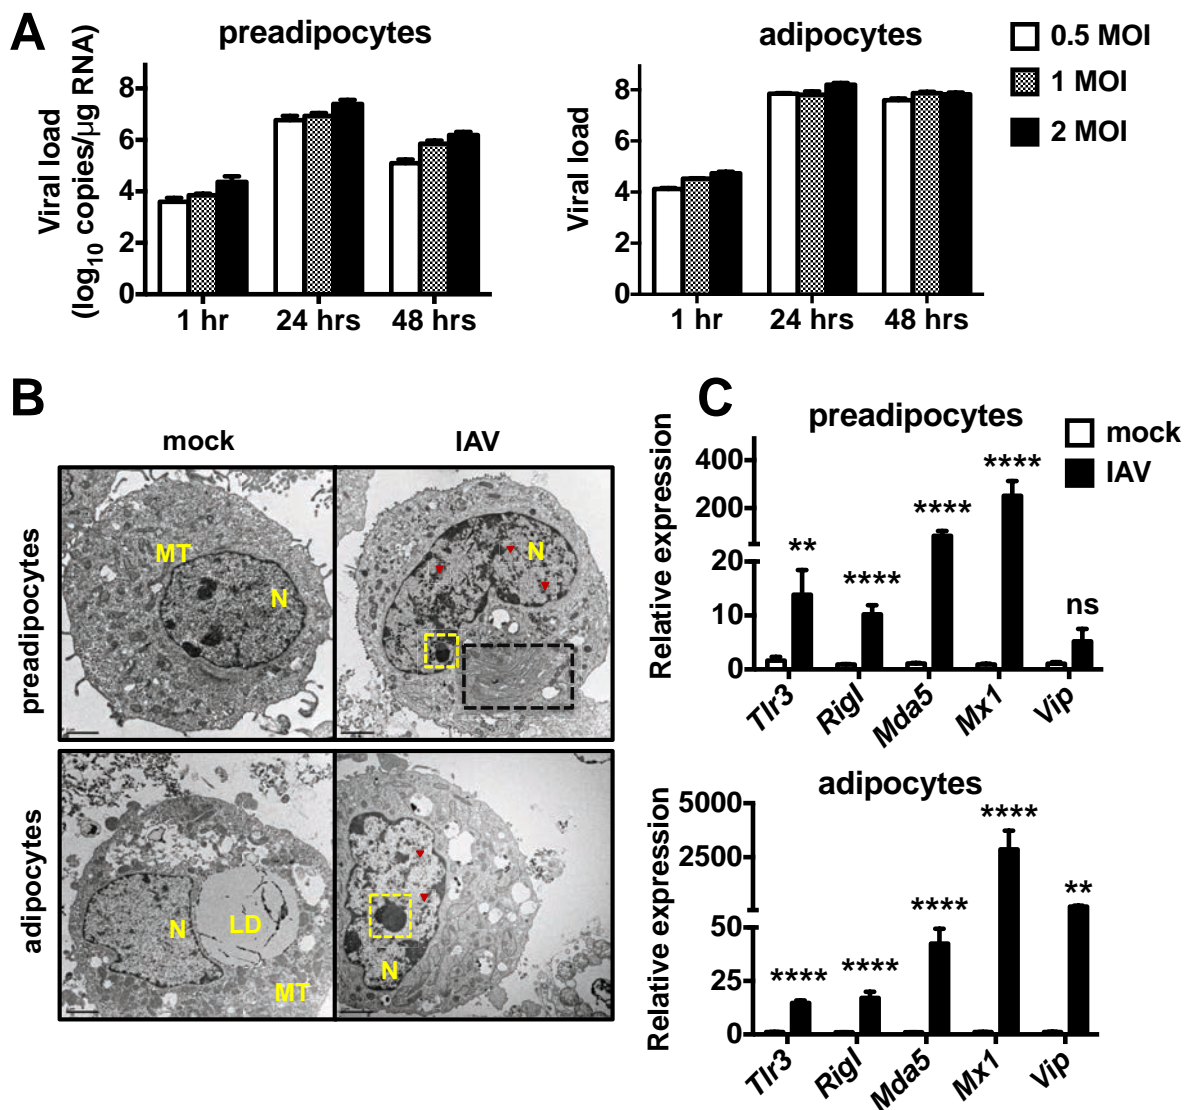 A
preadipocytes
Viral load
(log10 copies/μg RNA)
8
6
4
2
0
1 hr
24 hrs
48 hrs
adipocytes
Viral load
8
6
4
2
0
1 hr
24 hrs
48 hrs
0.5 MOI
1 MOI
2 MOI
B
mock
IAV
preadipocytes
MT
N
N
adipocytes
N
LD
MT
N
C
preadipocytes
mock
IAV
Relative expression
400
200
20
10
0
**
****
****
****
ns
Tlr3
RigI
Mda5
Mx1
Vip
adipocytes
Relative expression
5000
2500
50
25
0
****
****
****
****
**
Tlr3
RigI
Mda5
Mx1
Vip